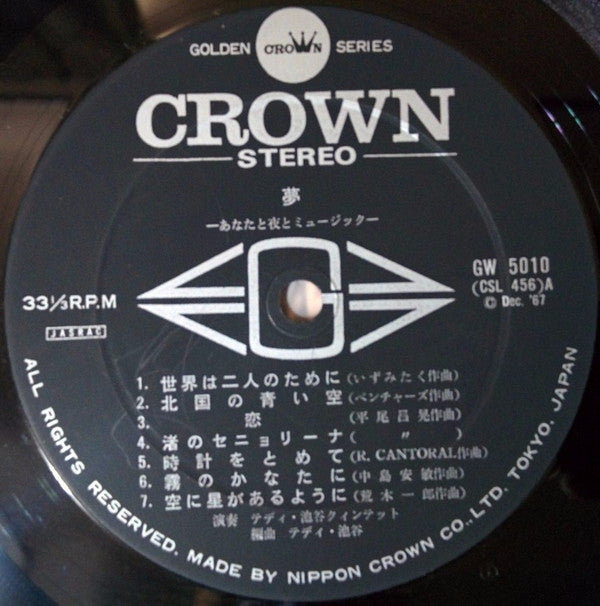 GOLDEN CROWN SERIES
CROWN
STEREO
夢
—あなたと夜とミュージック—
G
GW 5010
(CSL 456)A
© Dec. '67
33⅓R.P.M
JASRAC
1. 世界は二人のために(いずみたく作曲)
2. 北国の青い空(ベンチャーズ作曲)
3. 恋(平尾昌晃作曲)
4. 渚のセニョリーナ( 〃 )
5. 時計をとめて(R. CANTORAL作曲)
6. 霧のかなたに(中島安敏作曲)
7. 空に星があるように(荒木一郎作曲)
演奏 テディ・池谷クィンテット
編曲 テディ・池谷
ALL RIGHTS RESERVED. MADE BY NIPPON CROWN CO., LTD. TOKYO, JAPAN